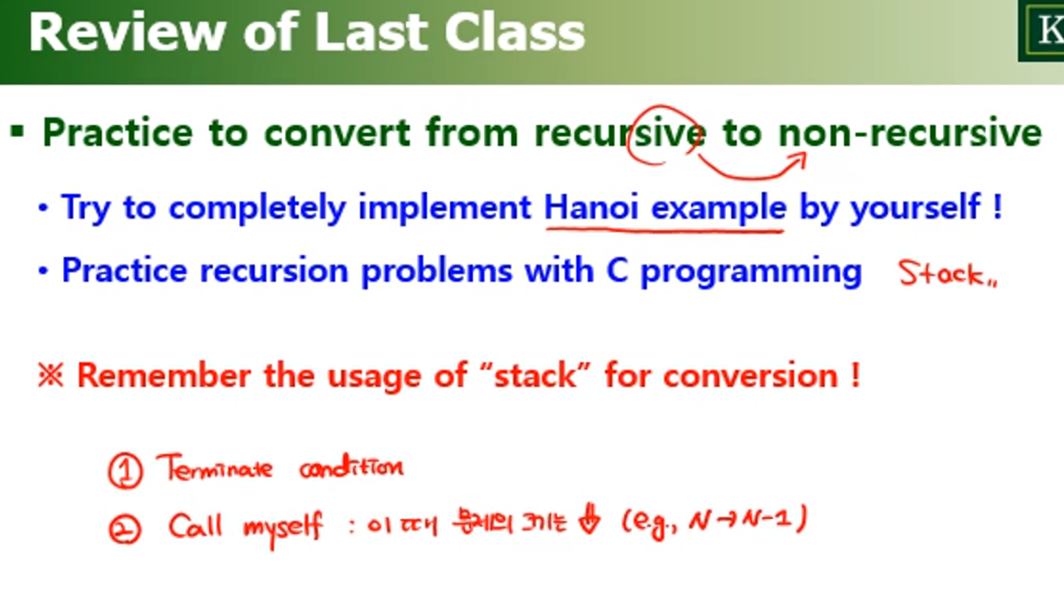 Review of Last Class
K
▪ Practice to convert from recursive to non-recursive
• Try to completely implement Hanoi example by yourself !
• Practice recursion problems with C programming Stack,,
※ Remember the usage of “stack” for conversion !
① Terminate condition
② Call myself : 이 때 문제의 크기는 ↓ (e.g., N → N-1)